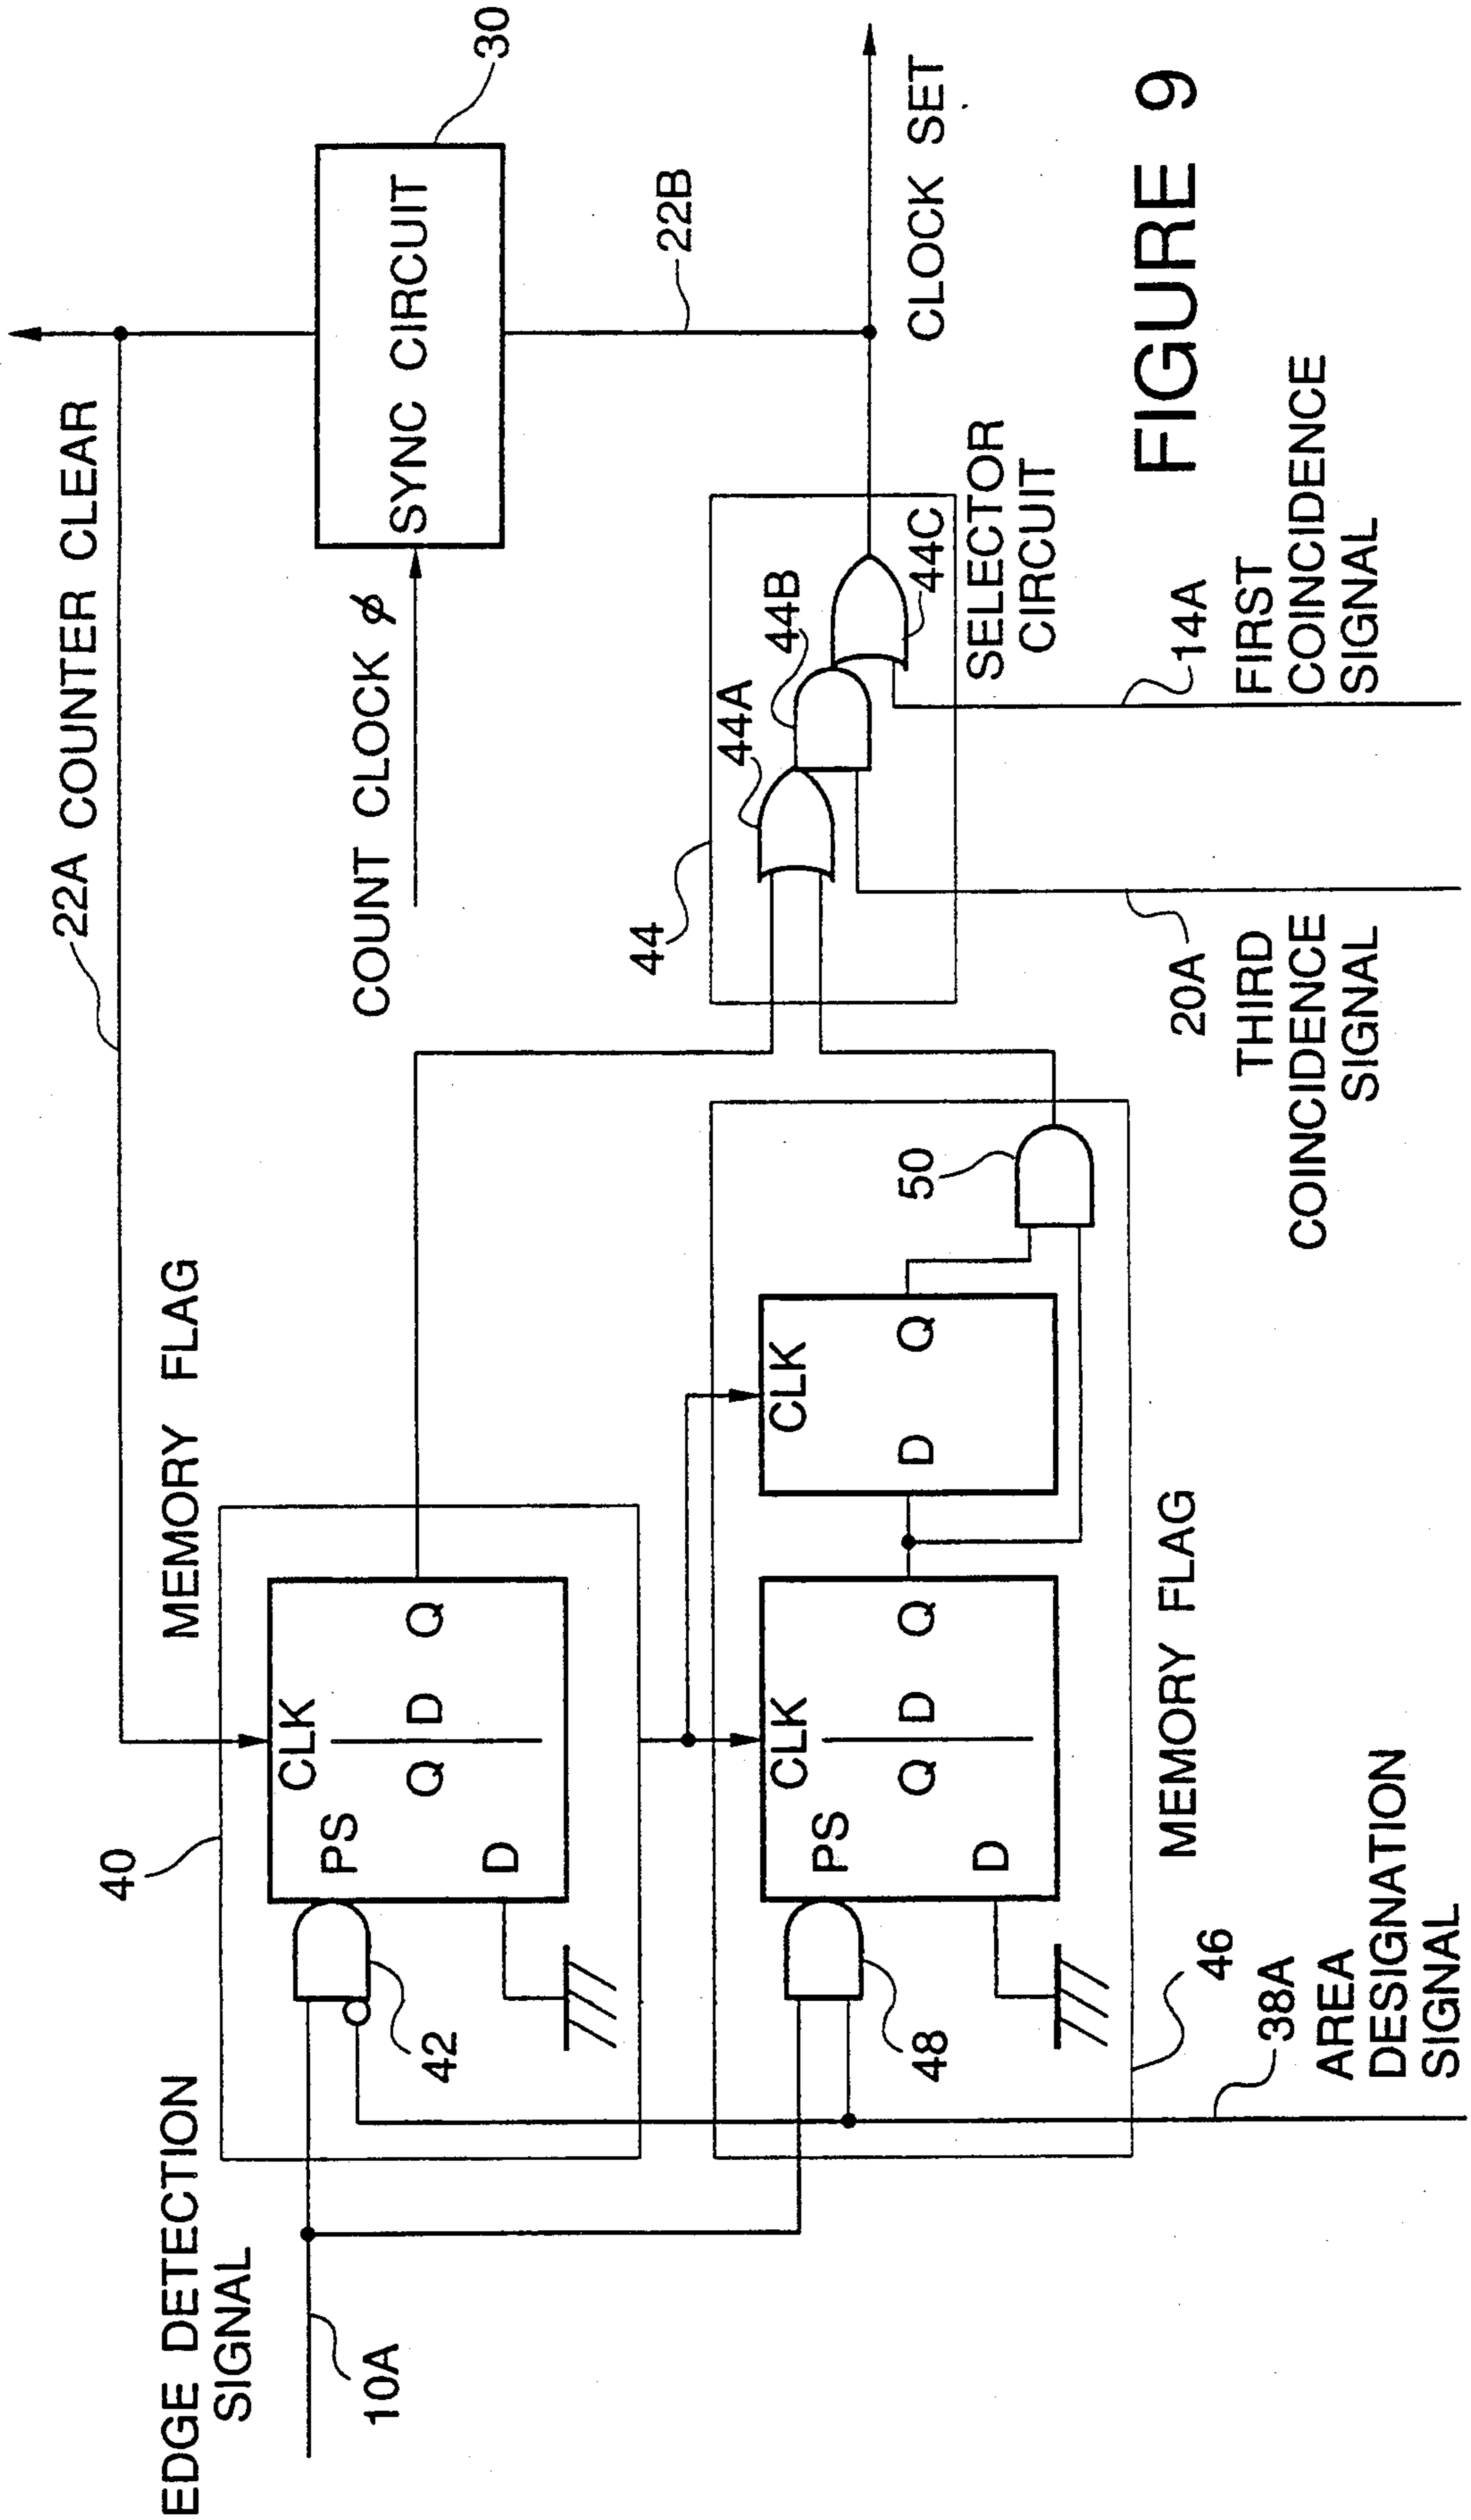 EDGE DETECTION
SIGNAL
10A
40
42
MEMORY FLAG
PS
CLK
D
Q
D
Q
22A COUNTER CLEAR
COUNT CLOCK ϕ
SYNC CIRCUIT
30
22B
CLOCK SET
48
PS
CLK
D
Q
D
Q
CLK
D
Q
50
MEMORY FLAG
46
38A
AREA
DESIGNATION
SIGNAL
44
44A
44B
44C
SELECTOR
CIRCUIT
20A
THIRD
COINCIDENCE
SIGNAL
14A
FIRST
COINCIDENCE
SIGNAL
FIGURE 9